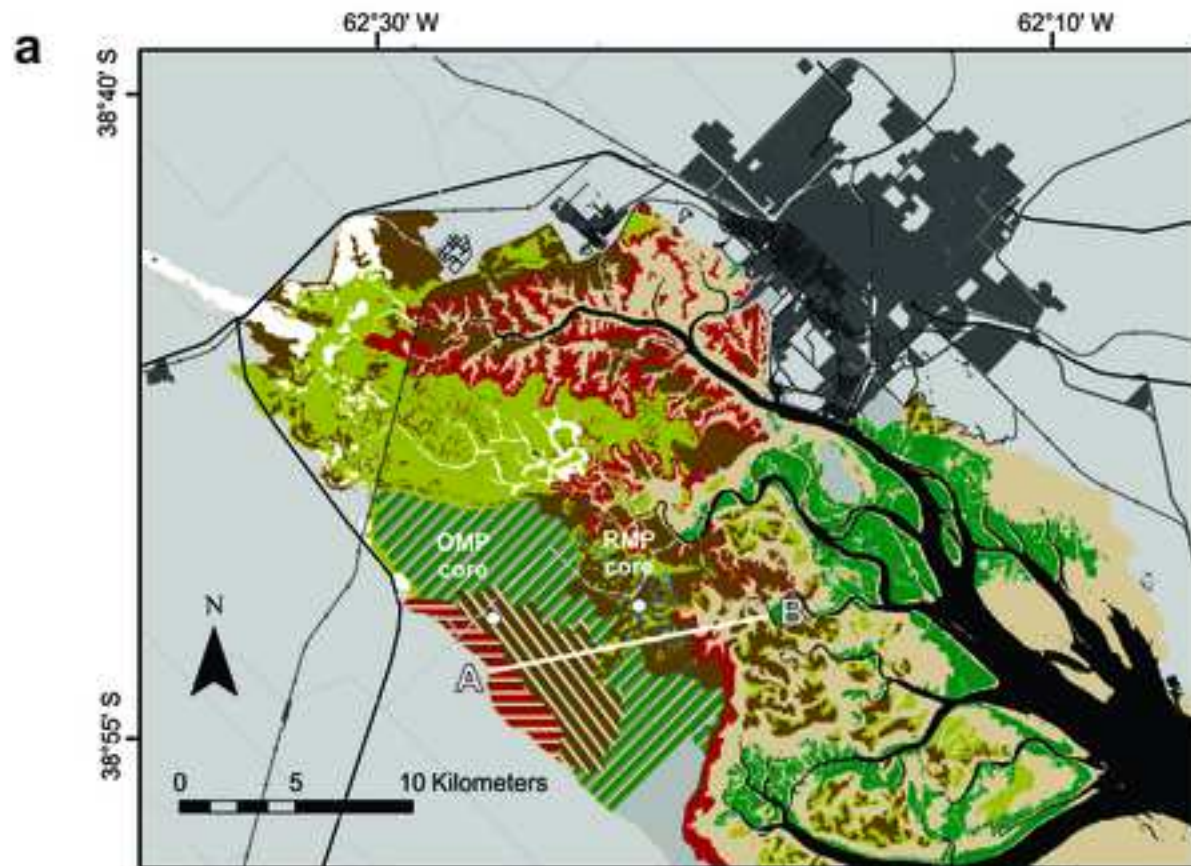 a
62°30' W
62°10' W
38°40' S
OMP
core
RMP
core
A
B
N
38°55' S
0
5
10 Kilometers